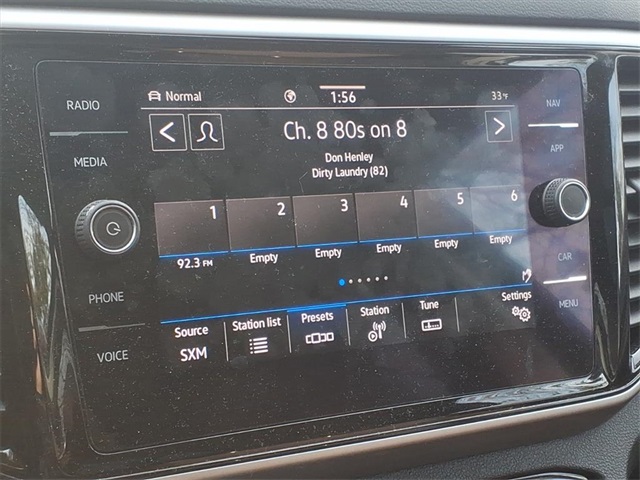 RADIO
MEDIA
PHONE
VOICE
Normal
1:56
33°F
Ch. 8 80s on 8
Don Henley
Dirty Laundry (82)
1 2 3 4 5 6
92.3 FM Empty Empty Empty Empty Empty
Source Station list Presets Station Tune Settings
SXM
NAV
APP
CAR
MENU